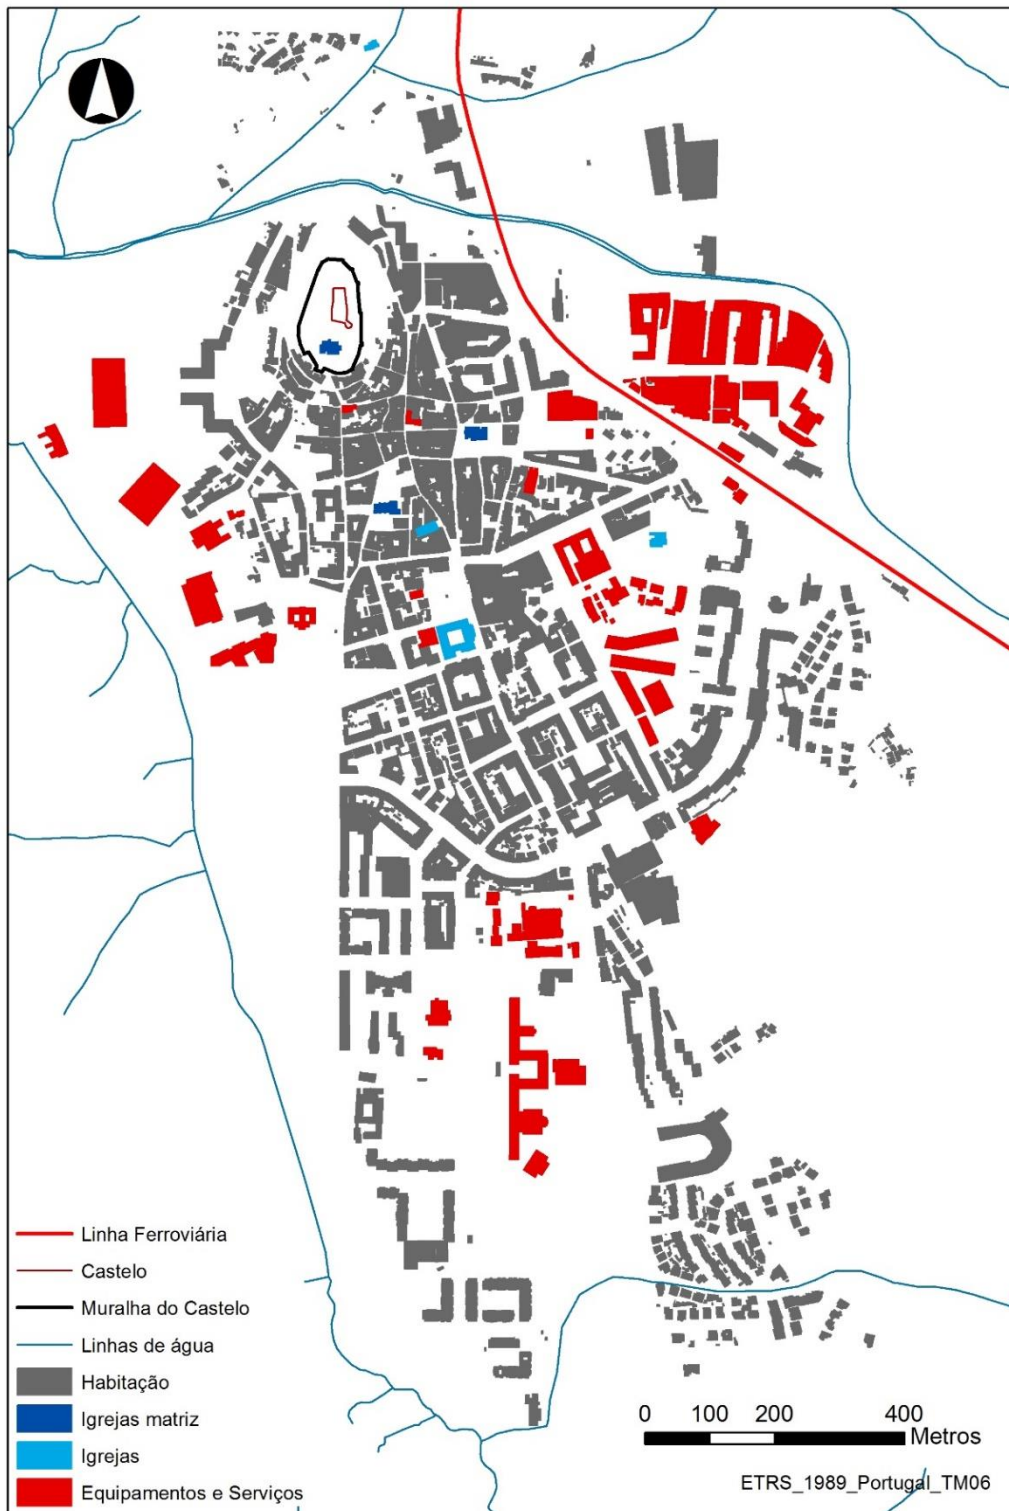 Linha Ferroviária
Castelo
Muralha do Castelo
Linhas de água
Habitação
Igrejas matriz
Igrejas
Equipamentos e Serviços
0 100 200 400
Metros
ETRS_1989_Portugal_TM06